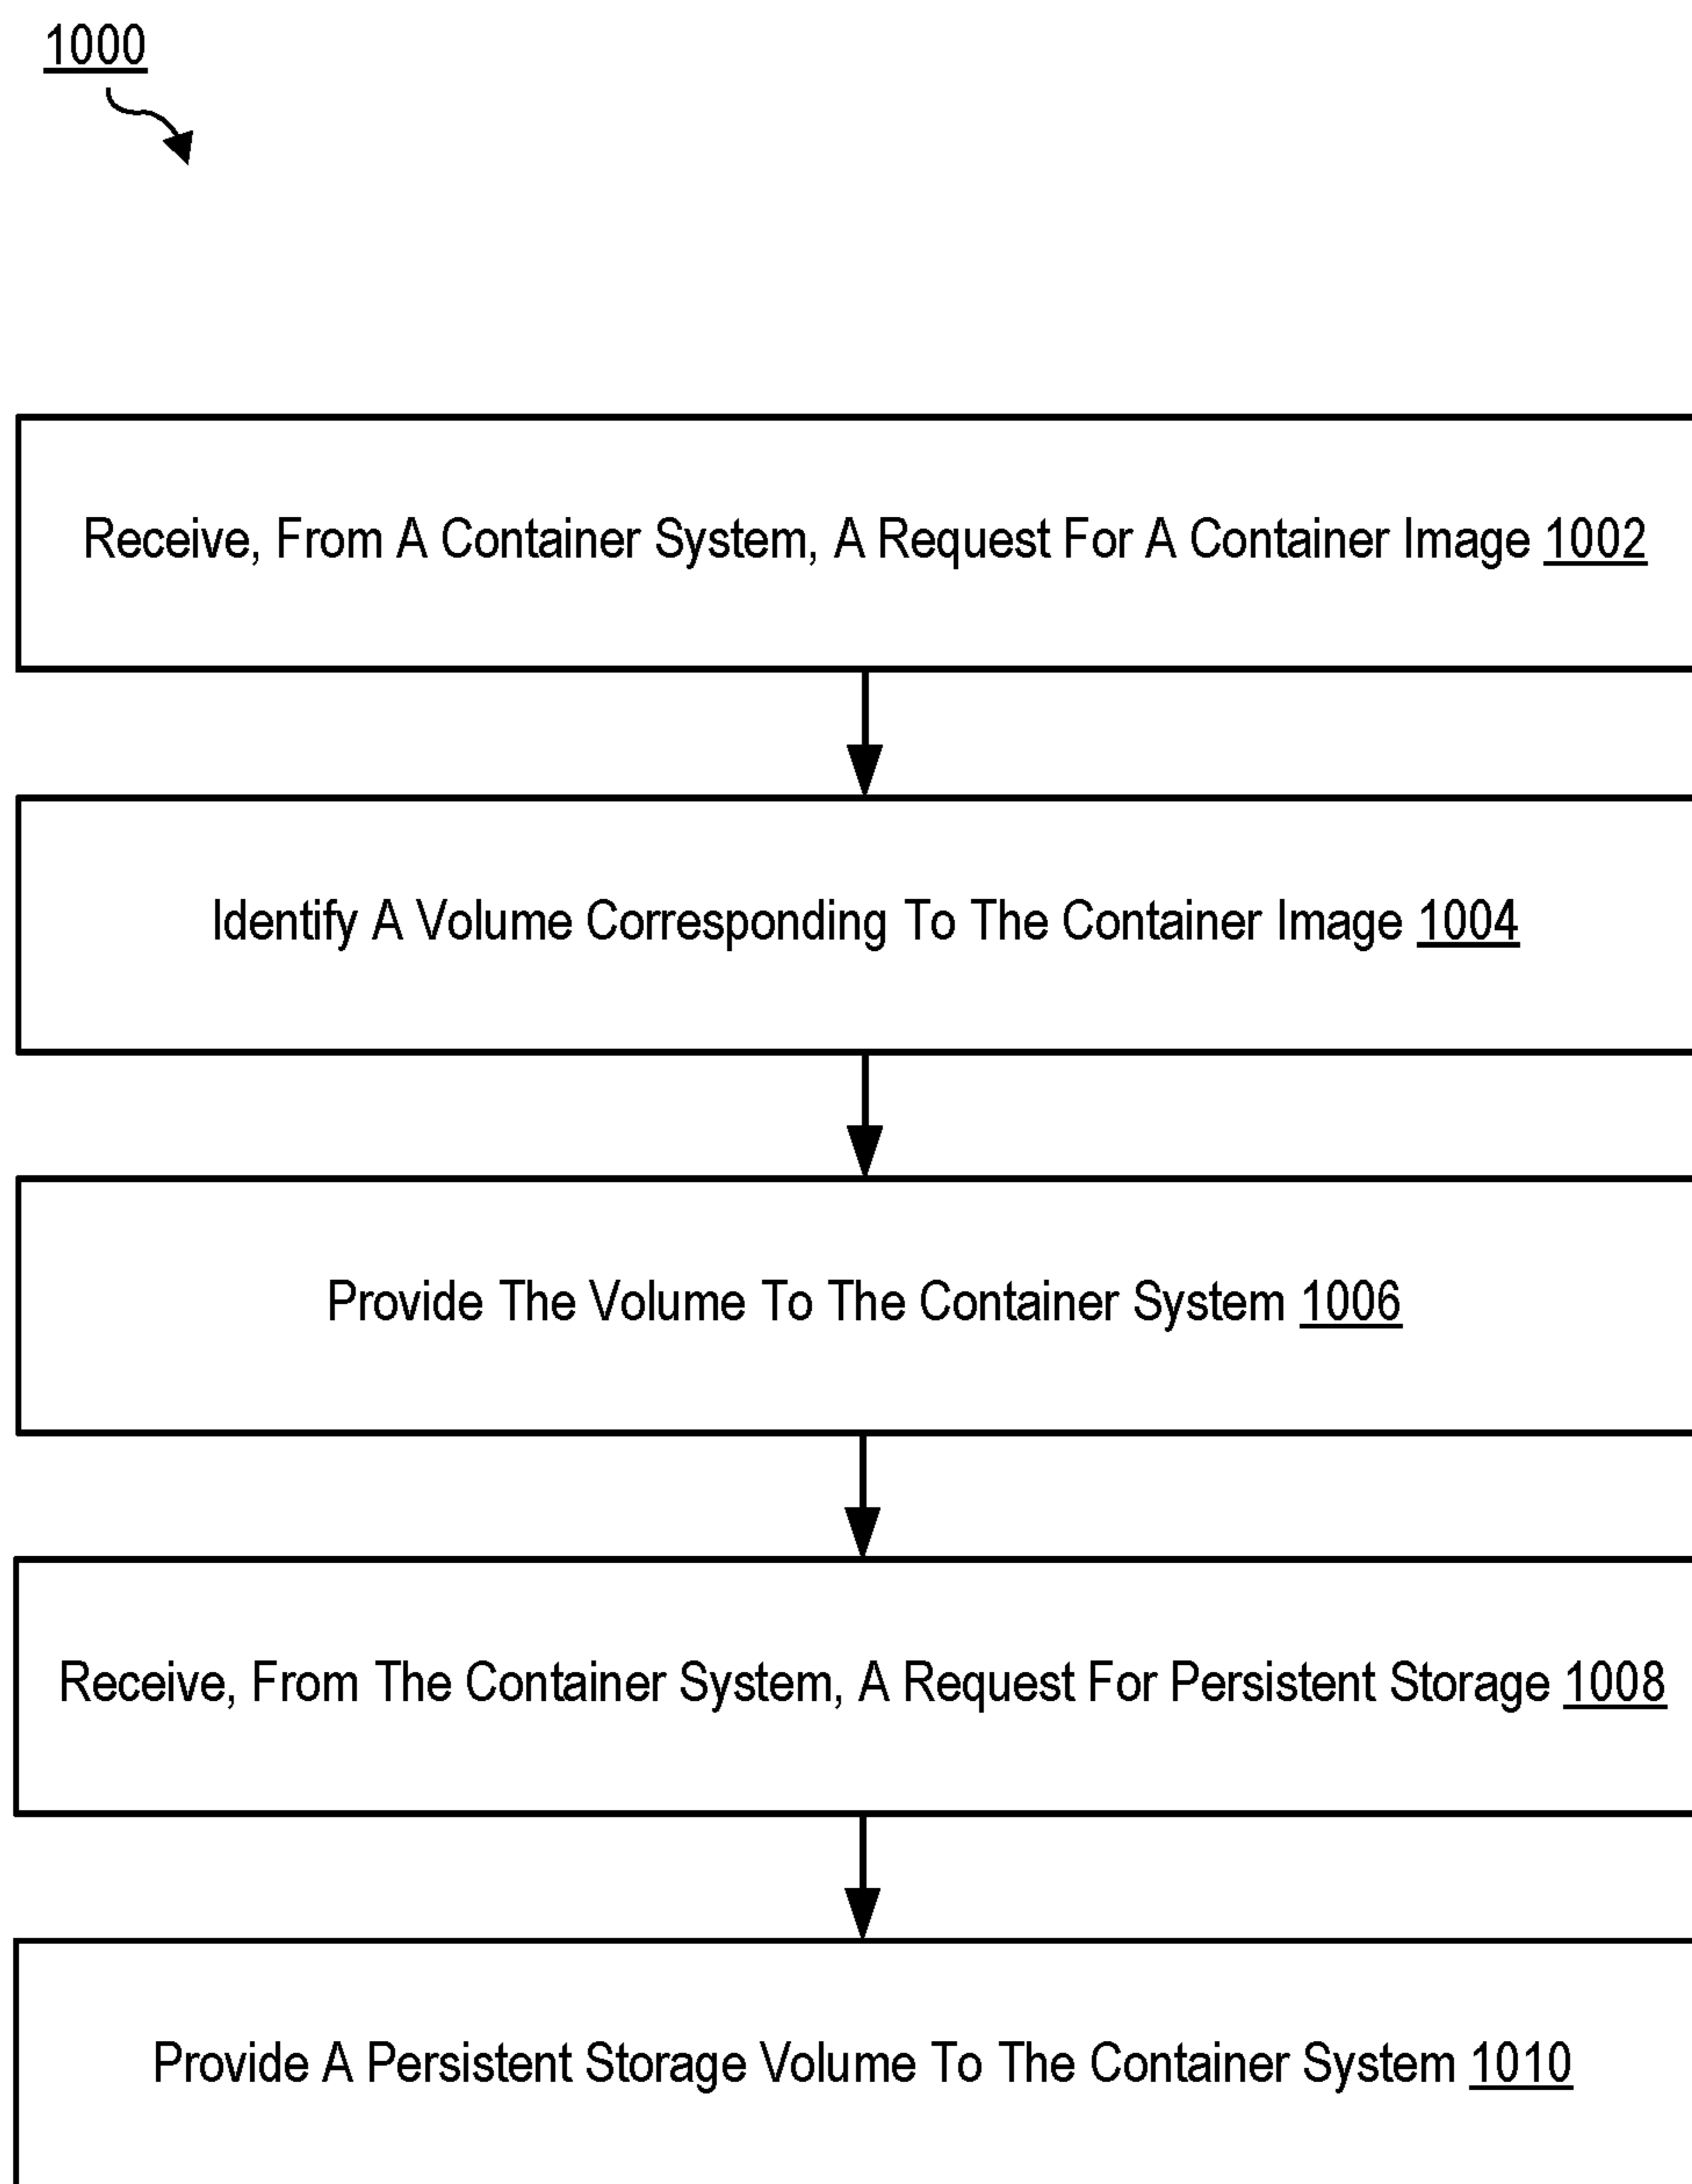 1000
Receive, From A Container System, A Request For A Container Image 1002
Identify A Volume Corresponding To The Container Image 1004
Provide The Volume To The Container System 1006
Receive, From The Container System, A Request For Persistent Storage 1008
Provide A Persistent Storage Volume To The Container System 1010